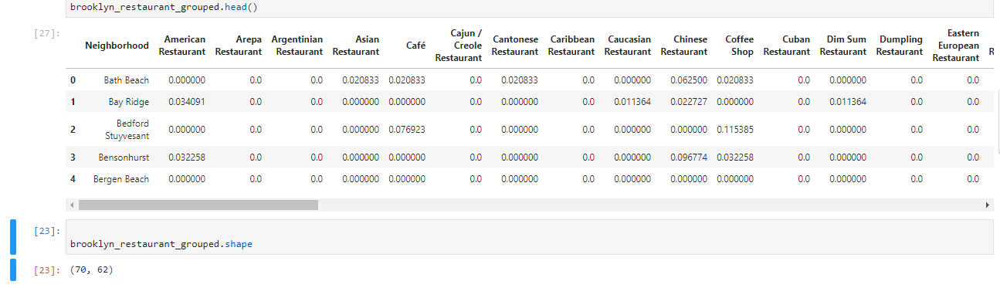 brooklyn_restaurant_grouped.head()
[27]:
Neighborhood American Restaurant Arepa Restaurant Argentinian Restaurant Asian Restaurant Café Cajun / Creole Restaurant Cantonese Restaurant Caribbean Restaurant Caucasian Restaurant Chinese Restaurant Coffee Shop Cuban Restaurant Dim Sum Restaurant Dumpling Restaurant Eastern European Restaurant R
0 Bath Beach 0.000000 0.0 0.0 0.020833 0.020833 0.0 0.020833 0.0 0.000000 0.062500 0.020833 0.0 0.000000 0.0 0.0
1 Bay Ridge 0.034091 0.0 0.0 0.000000 0.000000 0.0 0.000000 0.0 0.011364 0.022727 0.000000 0.0 0.011364 0.0 0.0
2 Bedford Stuyvesant 0.000000 0.0 0.0 0.000000 0.076923 0.0 0.000000 0.0 0.000000 0.000000 0.115385 0.0 0.000000 0.0 0.0
3 Bensonhurst 0.032258 0.0 0.0 0.000000 0.000000 0.0 0.000000 0.0 0.000000 0.096774 0.032258 0.0 0.000000 0.0 0.0
4 Bergen Beach 0.000000 0.0 0.0 0.000000 0.000000 0.0 0.000000 0.0 0.000000 0.000000 0.000000 0.0 0.000000 0.0 0.0
[23]:
brooklyn_restaurant_grouped.shape
[23]: (70, 62)